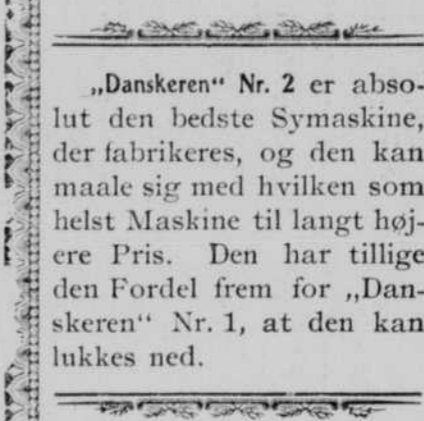 „Danskeren“ Nr. 2 er abso-
lut den bedste Symaskine,
der fabrikeres, og den kan
maale sig med hvilken som
helst Maskine til langt høj-
ere Pris. Den har tillige
den Fordel frem for „Dan-
skeren“ Nr. 1, at den kan
lukkes ned.